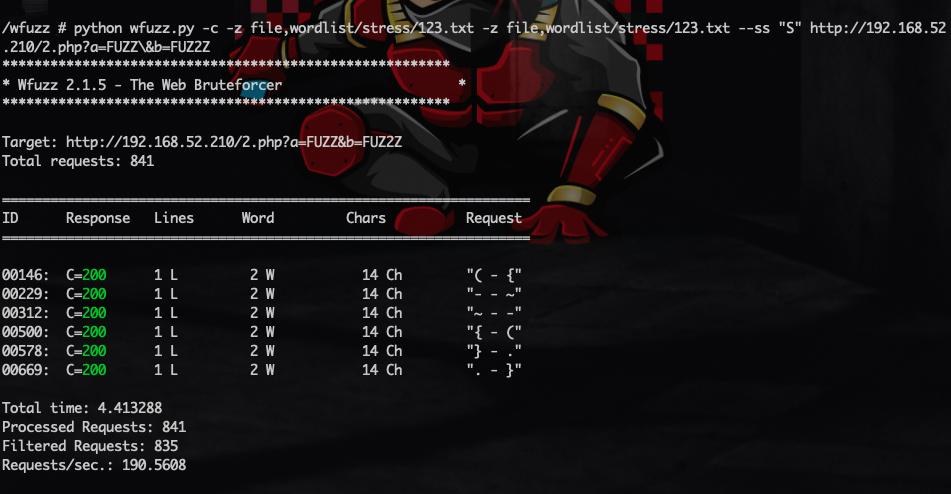 /wfuzz # python wfuzz.py -c -z file,wordlist/stress/123.txt -z file,wordlist/stress/123.txt --ss "S" http://192.168.52
.210/2.php?a=FUZZ\&b=FUZ2Z
********************************************************
* Wfuzz 2.1.5 - The Web Bruteforcer                      *
********************************************************
Target: http://192.168.52.210/2.php?a=FUZZ&b=FUZ2Z
Total requests: 841
==================================================================
ID      Response   Lines      Word         Chars          Request
==================================================================
00146:  C=200      1 L         2 W           14 Ch        "( - {"
00229:  C=200      1 L         2 W           14 Ch        "- - ~"
00312:  C=200      1 L         2 W           14 Ch        "~ - -"
00500:  C=200      1 L         2 W           14 Ch        "{ - ("
00578:  C=200      1 L         2 W           14 Ch        "} - ."
00669:  C=200      1 L         2 W           14 Ch        ". - }"
Total time: 4.413288
Processed Requests: 841
Filtered Requests: 835
Requests/sec.: 190.5608